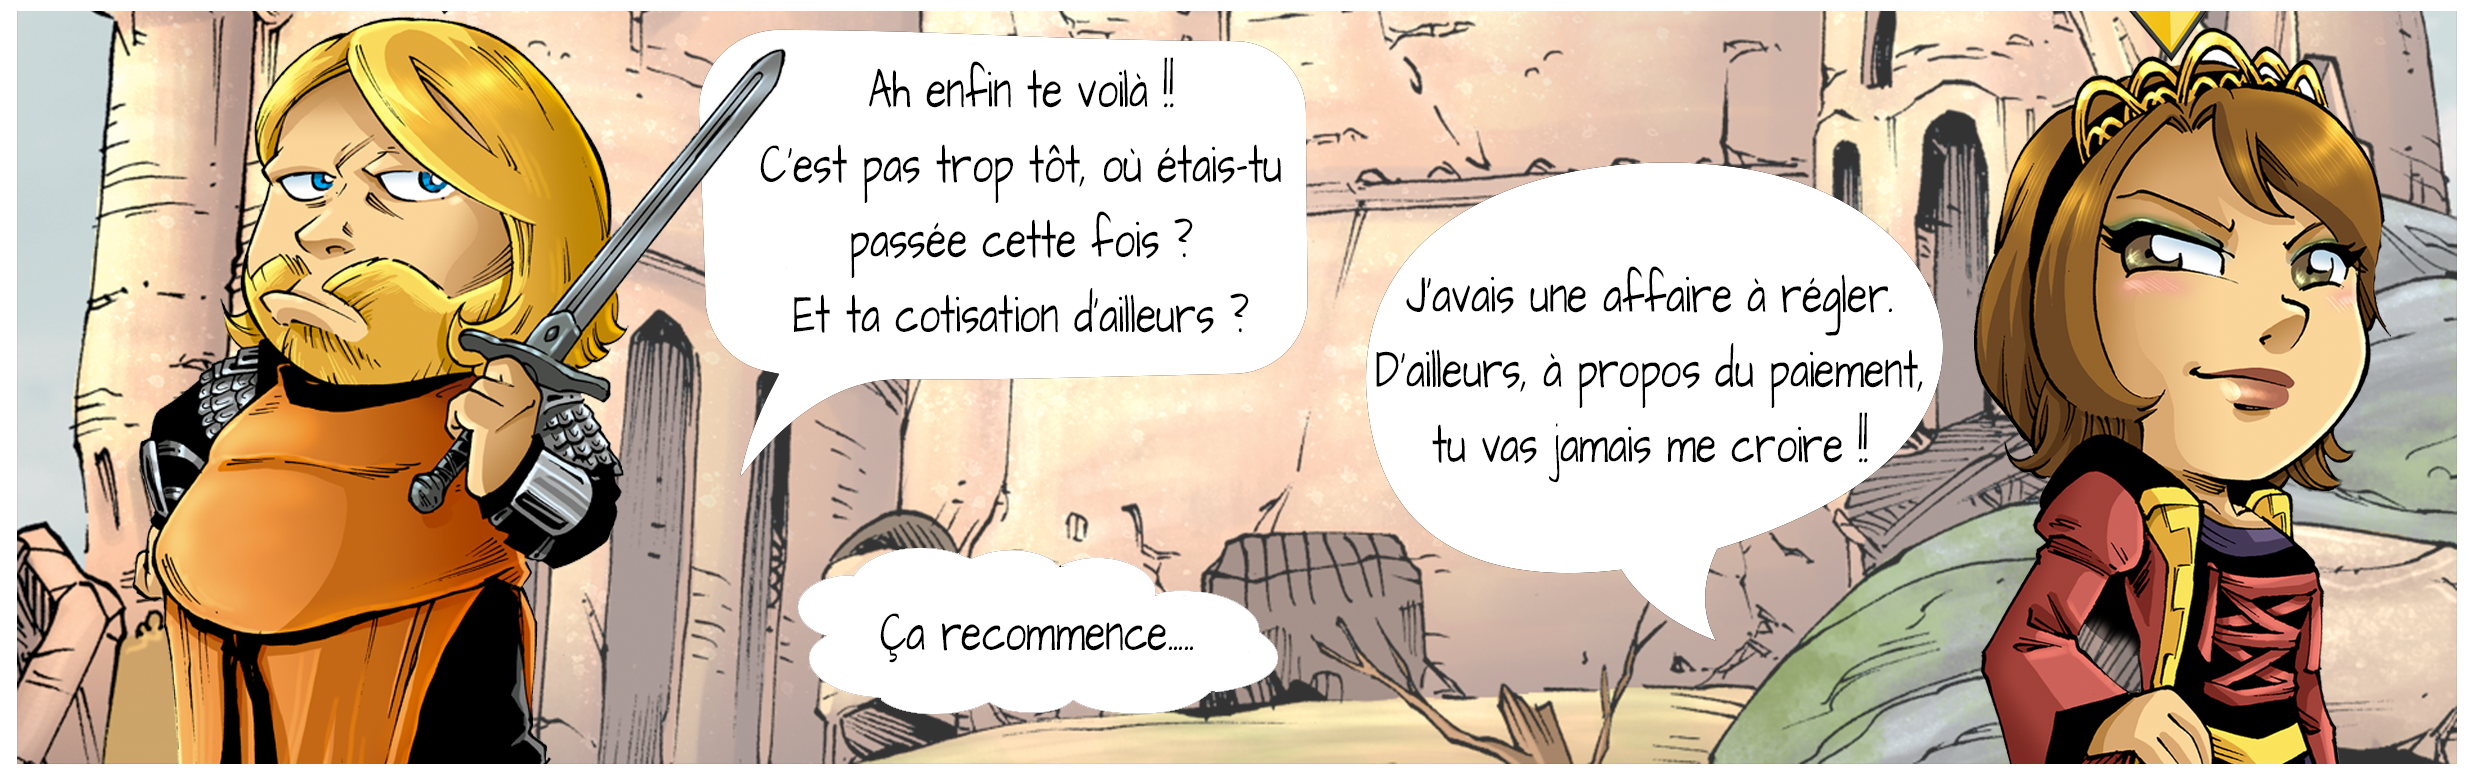 Ah enfin te voilà !!
C'est pas trop tôt, où étais-tu
passée cette fois ?
Et ta cotisation d'ailleurs ?
J'avais une affaire à régler.
D'ailleurs, à propos du paiement,
tu vas jamais me croire !!
Ça recommence.....